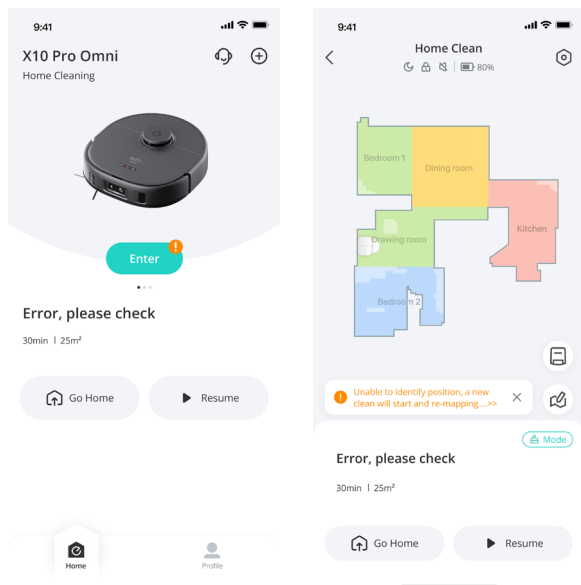 9:41
X10 Pro Omni
Home Cleaning
Enter
!
Error, please check
30min | 25m²
Go Home
Resume
Home
Profile
9:41
Home Clean
80%
Bedroom 1
Dining room
Kitchen
Drawing room
Bedroom 2
! Unable to identify position, a new
clean will start and re-mapping ...>>
Mode
Error, please check
30min | 25m²
Go Home
Resume